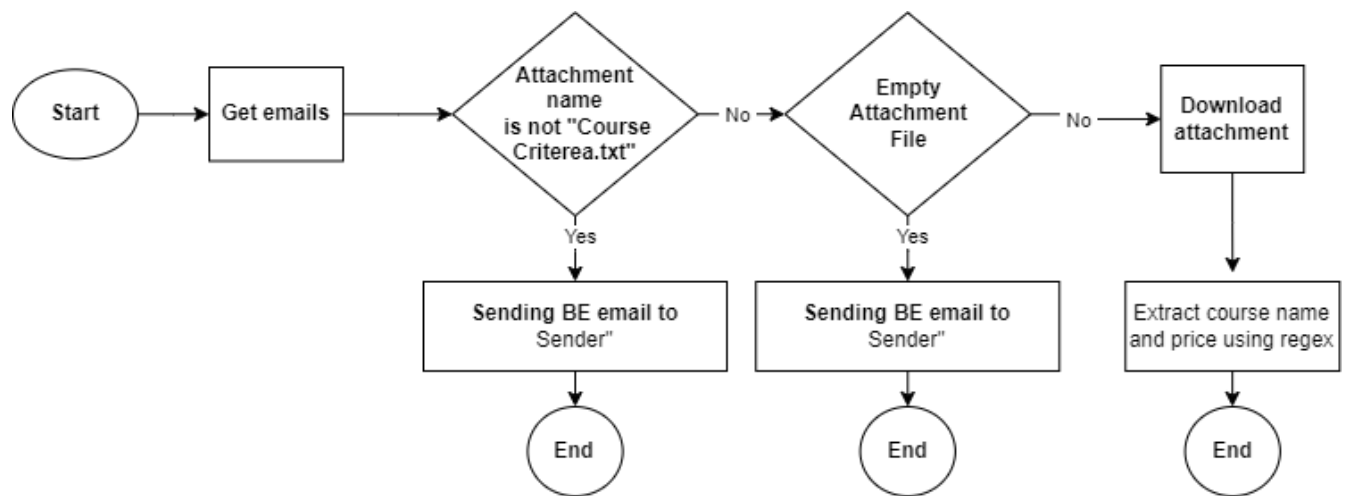 Start
Get emails
Attachment
name
is not "Course
Criterea.txt"
No
Empty
Attachment
File
No
Download
attachment
Yes
Yes
Sending BE email to
Sender"
Sending BE email to
Sender"
Extract course name
and price using regex
End
End
End